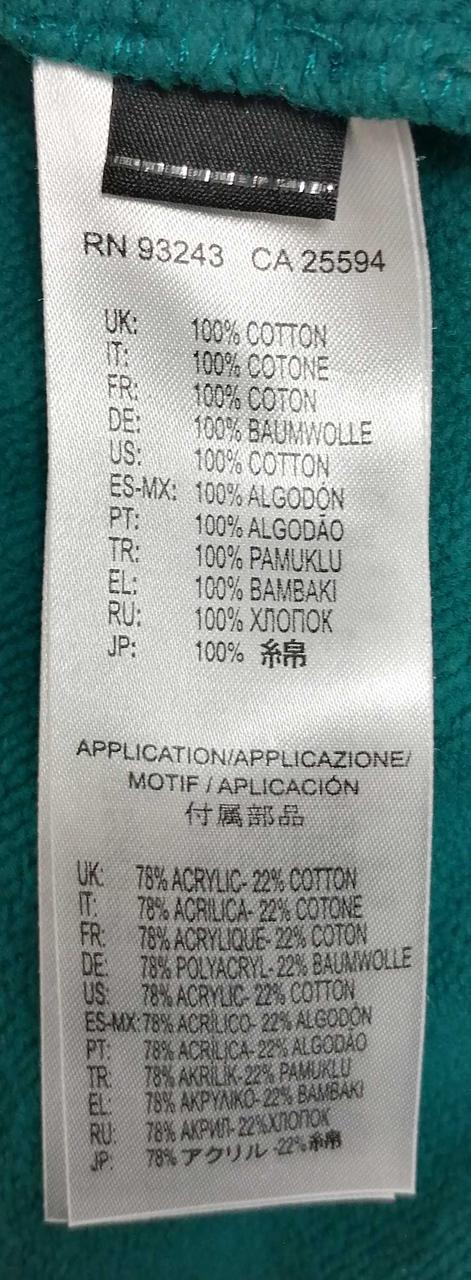 RN 93243 CA 25594
UK: 100% COTTON
IT: 100% COTONE
FR: 100% COTON
DE: 100% BAUMWOLLE
US: 100% COTTON
ES-MX: 100% ALGODÓN
PT: 100% ALGODÃO
TR: 100% PAMUKLU
EL: 100% BAMBAKI
RU: 100% ХЛОПОК
JP: 100% 綿
APPLICATION/APPLICAZIONE/
MOTIF / APLICACIÓN
付属部品
UK: 78% ACRYLIC- 22% COTTON
IT: 78% ACRILICA- 22% COTONE
FR: 78% ACRYLIQUE- 22% COTON
DE: 78% POLYACRYL- 22% BAUMWOLLE
US: 78% ACRYLIC- 22% COTTON
ES-MX: 78% ACRÍLICO- 22% ALGODÓN
PT: 78% ACRÍLICA- 22% ALGODÃO
TR: 78% AKRİLİK- 22% PAMUKLU
EL: 78% ΑΚΡΥΛΙΚΟ- 22% BAMBAKI
RU: 78% АКРИЛ- 22%ХЛОПОК
JP: 78% アクリル -22%綿